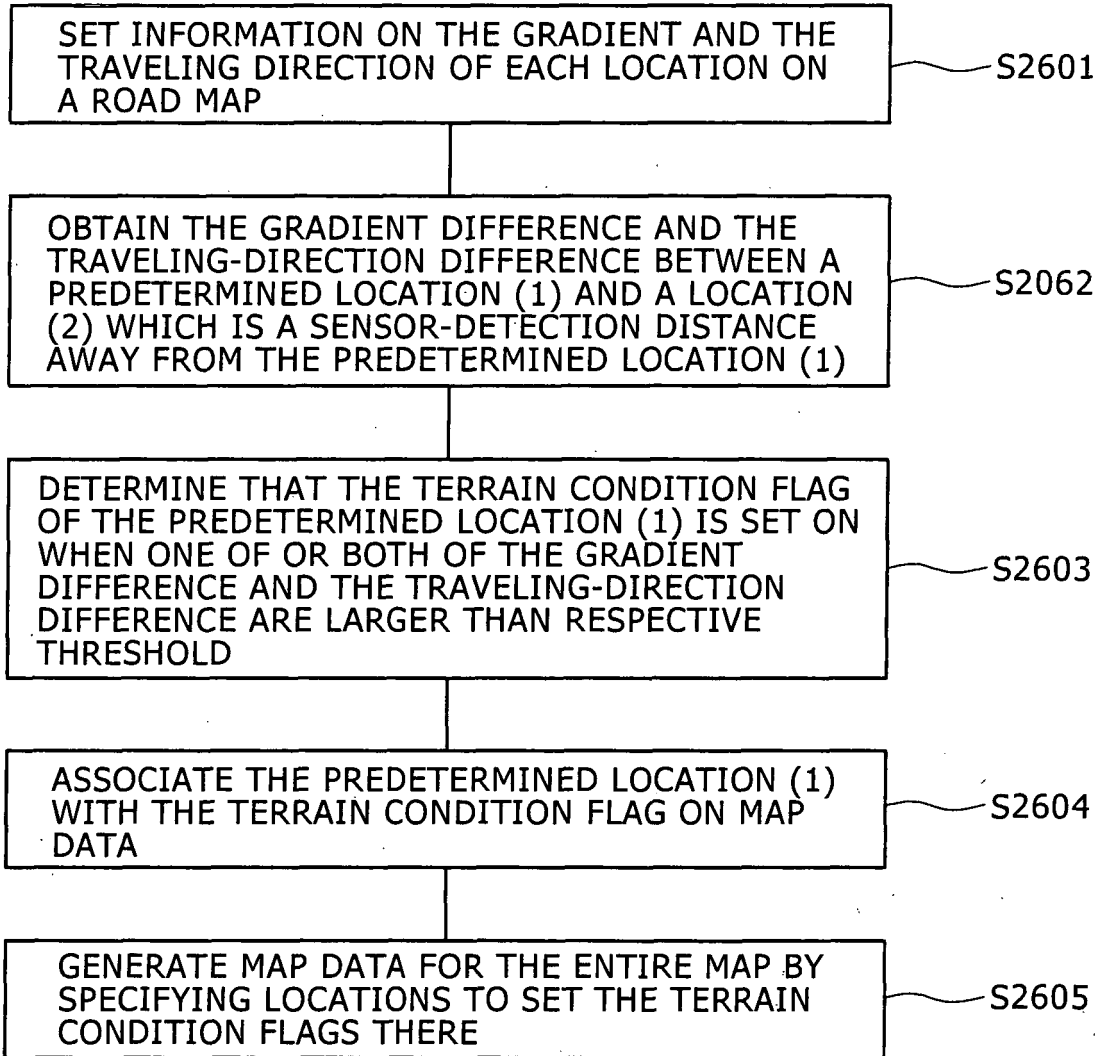 SET INFORMATION ON THE GRADIENT AND THE
TRAVELING DIRECTION OF EACH LOCATION ON
A ROAD MAP
S2601
OBTAIN THE GRADIENT DIFFERENCE AND THE
TRAVELING-DIRECTION DIFFERENCE BETWEEN A
PREDETERMINED LOCATION (1) AND A LOCATION
(2) WHICH IS A SENSOR-DETECTION DISTANCE
AWAY FROM THE PREDETERMINED LOCATION (1)
S2062
DETERMINE THAT THE TERRAIN CONDITION FLAG
OF THE PREDETERMINED LOCATION (1) IS SET ON
WHEN ONE OF OR BOTH OF THE GRADIENT
DIFFERENCE AND THE TRAVELING-DIRECTION
DIFFERENCE ARE LARGER THAN RESPECTIVE
THRESHOLD
S2603
ASSOCIATE THE PREDETERMINED LOCATION (1)
WITH THE TERRAIN CONDITION FLAG ON MAP
DATA
S2604
GENERATE MAP DATA FOR THE ENTIRE MAP BY
SPECIFYING LOCATIONS TO SET THE TERRAIN
CONDITION FLAGS THERE
S2605